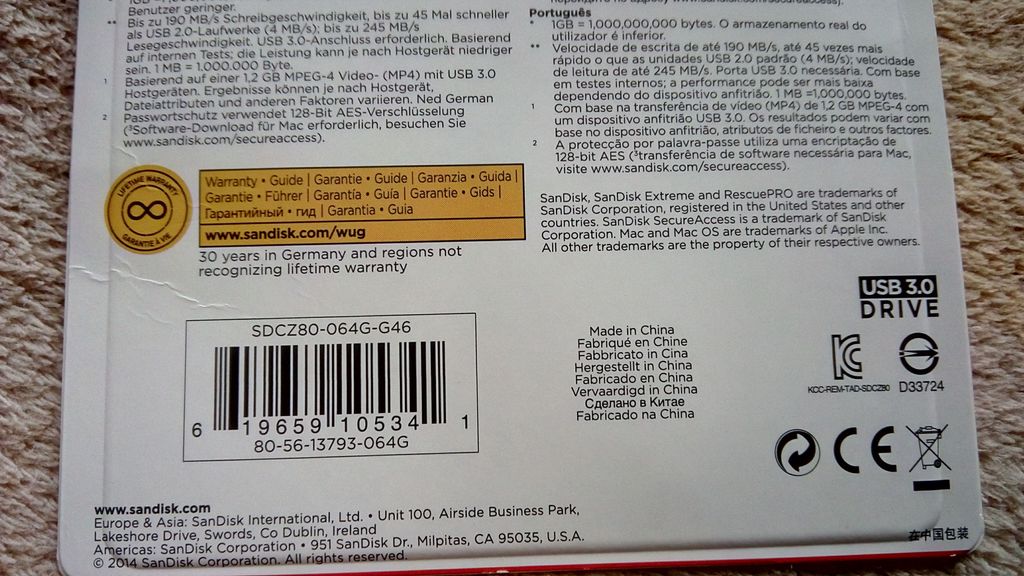 Benutzer geringer.
** Bis zu 190 MB/s Schreibgeschwindigkeit, bis zu 45 Mal schneller
als USB 2.0-Laufwerke (4 MB/s); bis zu 245 MB/s
Lesegeschwindigkeit. USB 3.0-Anschluss erforderlich. Basierend
auf internen Tests; die Leistung kann je nach Hostgerät niedriger
sein. 1 MB = 1.000.000 Byte.
1 Basierend auf einer 1,2 GB MPEG-4 Video- (MP4) mit USB 3.0
Hostgeräten. Ergebnisse können je nach Hostgerät,
Dateiattributen und anderen Faktoren variieren. Ned German
2 Passwortschutz verwendet 128-Bit AES-Verschlüsselung
(³Software-Download für Mac erforderlich, besuchen Sie
www.sandisk.com/secureaccess).
Português
* 1GB = 1,000,000,000 bytes. O armazenamento real do
utilizador é inferior.
** Velocidade de escrita de até 190 MB/s, até 45 vezes mais
rápido o que as unidades USB 2.0 padrão (4 MB/s); velocidade
de leitura de até 245 MB/s. Porta USB 3.0 necessária. Com base
em testes internos; a performance pode ser mais baixa
dependendo do dispositivo anfitrião. 1 MB =1,000,000 bytes.
1 Com base na transferência de vídeo (MP4) de 1,2 GB MPEG-4 com
um dispositivo anfitrião USB 3.0. Os resultados podem variar com
base no dispositivo anfitrião, atributos de ficheiro e outros factores.
2 A protecção por palavra-passe utiliza uma encriptação de
128-bit AES (³transferência de software necessária para Mac,
visite www.sandisk.com/secureaccess).
LIFETIME WARRANTY
GARANTIE À VIE
Warranty • Guide | Garantie • Guide | Garanzia • Guida |
Garantie • Führer | Garantía • Guía | Garantie • Gids |
Гарантийный • гид | Garantia • Guia
www.sandisk.com/wug
30 years in Germany and regions not
recognizing lifetime warranty
SanDisk, SanDisk Extreme and RescuePRO are trademarks of
SanDisk Corporation, registered in the United States and other
countries. SanDisk SecureAccess is a trademark of SanDisk
Corporation. Mac and Mac OS are trademarks of Apple Inc.
All other trademarks are the property of their respective owners.
USB 3.0
DRIVE
SDCZ80-064G-G46
6 19659 10534 1
80-56-13793-064G
Made in China
Fabriqué en Chine
Fabbricato in Cina
Hergestellt in China
Fabricado en China
Vervaardigd in China
Сделано в Китае
Fabricado na China
KCC-REM-TAD-SDCZ80
D33724
CE
www.sandisk.com
Europe & Asia: SanDisk International, Ltd. • Unit 100, Airside Business Park,
Lakeshore Drive, Swords, Co Dublin, Ireland
Americas: SanDisk Corporation • 951 SanDisk Dr., Milpitas, CA 95035, U.S.A.
© 2014 SanDisk Corporation. All rights reserved.
在中国包装